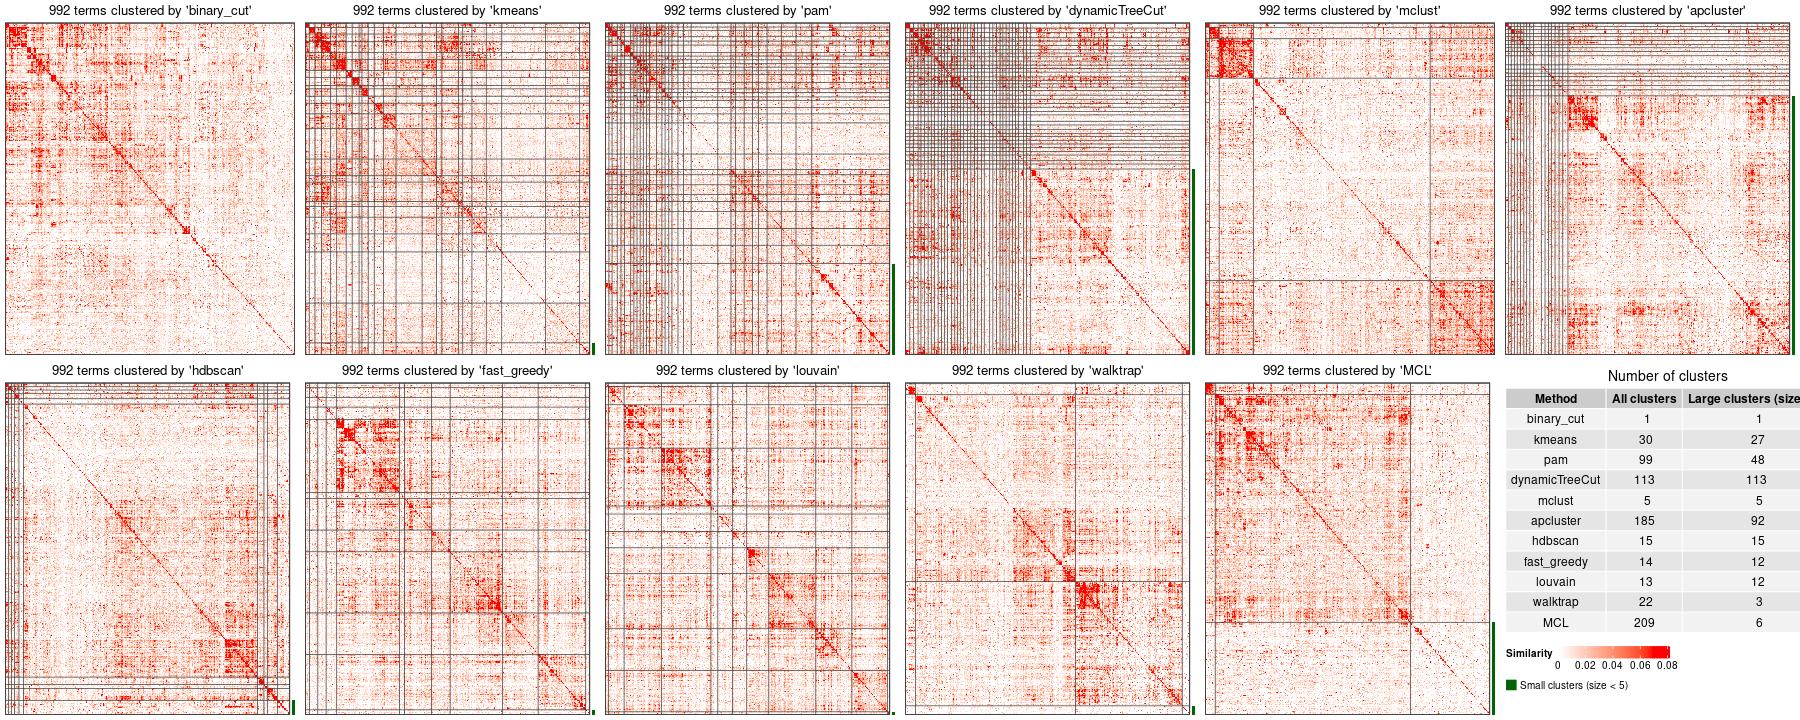 992 terms clustered by 'binary_cut'
992 terms clustered by 'kmeans'
992 terms clustered by 'pam'
992 terms clustered by 'dynamicTreeCut'
992 terms clustered by 'mclust'
992 terms clustered by 'apcluster'
992 terms clustered by 'hdbscan'
992 terms clustered by 'fast_greedy'
992 terms clustered by 'louvain'
992 terms clustered by 'walktrap'
992 terms clustered by 'MCL'
Number of clusters
Method All clusters Large clusters (size
binary_cut 1 1
kmeans 30 27
pam 99 48
dynamicTreeCut 113 113
mclust 5 5
apcluster 185 92
hdbscan 15 15
fast_greedy 14 12
louvain 13 12
walktrap 22 3
MCL 209 6
Similarity
0 0.02 0.04 0.06 0.08
Small clusters (size < 5)